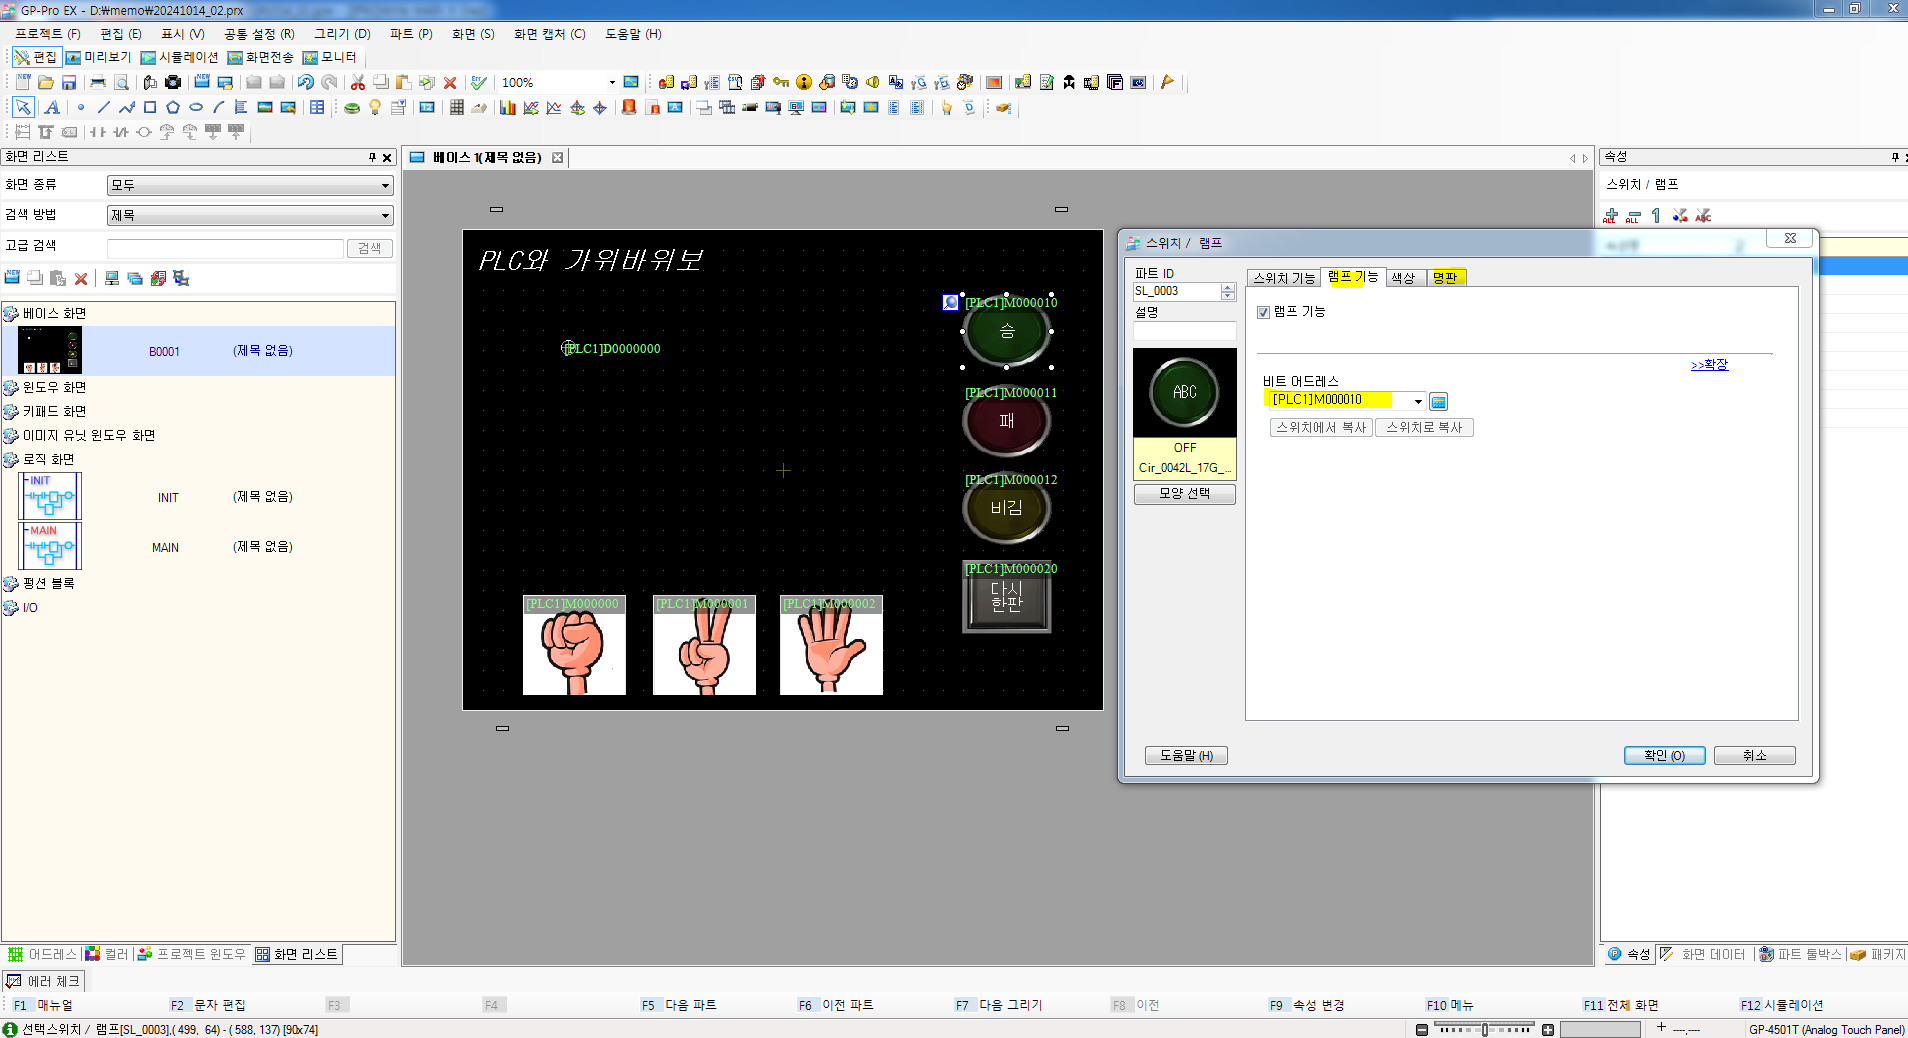 GP-Pro EX - D:₩memo₩20241014_02.prx
프로젝트 (F) 편집 (E) 표시 (V) 공통 설정 (R) 그리기 (D) 파트 (P) 화면 (S) 화면 캡처 (C) 도움말 (H)
편집 미리보기 시뮬레이션 화면전송 모니터
100%
화면 리스트
화면 종류 모두
검색 방법 제목
고급 검색 검색
베이스 화면
B0001 (제목 없음)
윈도우 화면
키패드 화면
이미지 유닛 윈도우 화면
로직 화면
INIT INIT (제목 없음)
MAIN MAIN (제목 없음)
펑션 블록
I/O
어드레스 컬러 프로젝트 윈도우 화면 리스트
베이스 1(제목 없음)
PLC와 가위바위보
[PLC1]D0000000
[PLC1]M000010
승
[PLC1]M000011
패
[PLC1]M000012
비김
[PLC1]M000020
다시
한판
[PLC1]M000000 [PLC1]M000001 [PLC1]M000002
속성
스위치 / 램프
스위치 / 램프
파트 ID
SL_0003
설명
ABC
OFF
Cir_0042L_17G_...
모양 선택
스위치 기능 램프 기능 색상 명판
램프 기능
>>확장
비트 어드레스
[PLC1]M000010
스위치에서 복사 스위치로 복사
도움말 (H) 확인 (O) 취소
속성 화면 데이터 파트 툴박스 패키지
에러 체크
F1 매뉴얼 F2 문자 편집 F3 F4 F5 다음 파트 F6 이전 파트 F7 다음 그리기 F8 이전 F9 속성 변경 F10 메뉴 F11 전체 화면 F12 시뮬레이션
선택스위치 / 램프[SL_0003],( 499, 64) - ( 588, 137) [90x74] ----,---- GP-4501T (Analog Touch Panel)